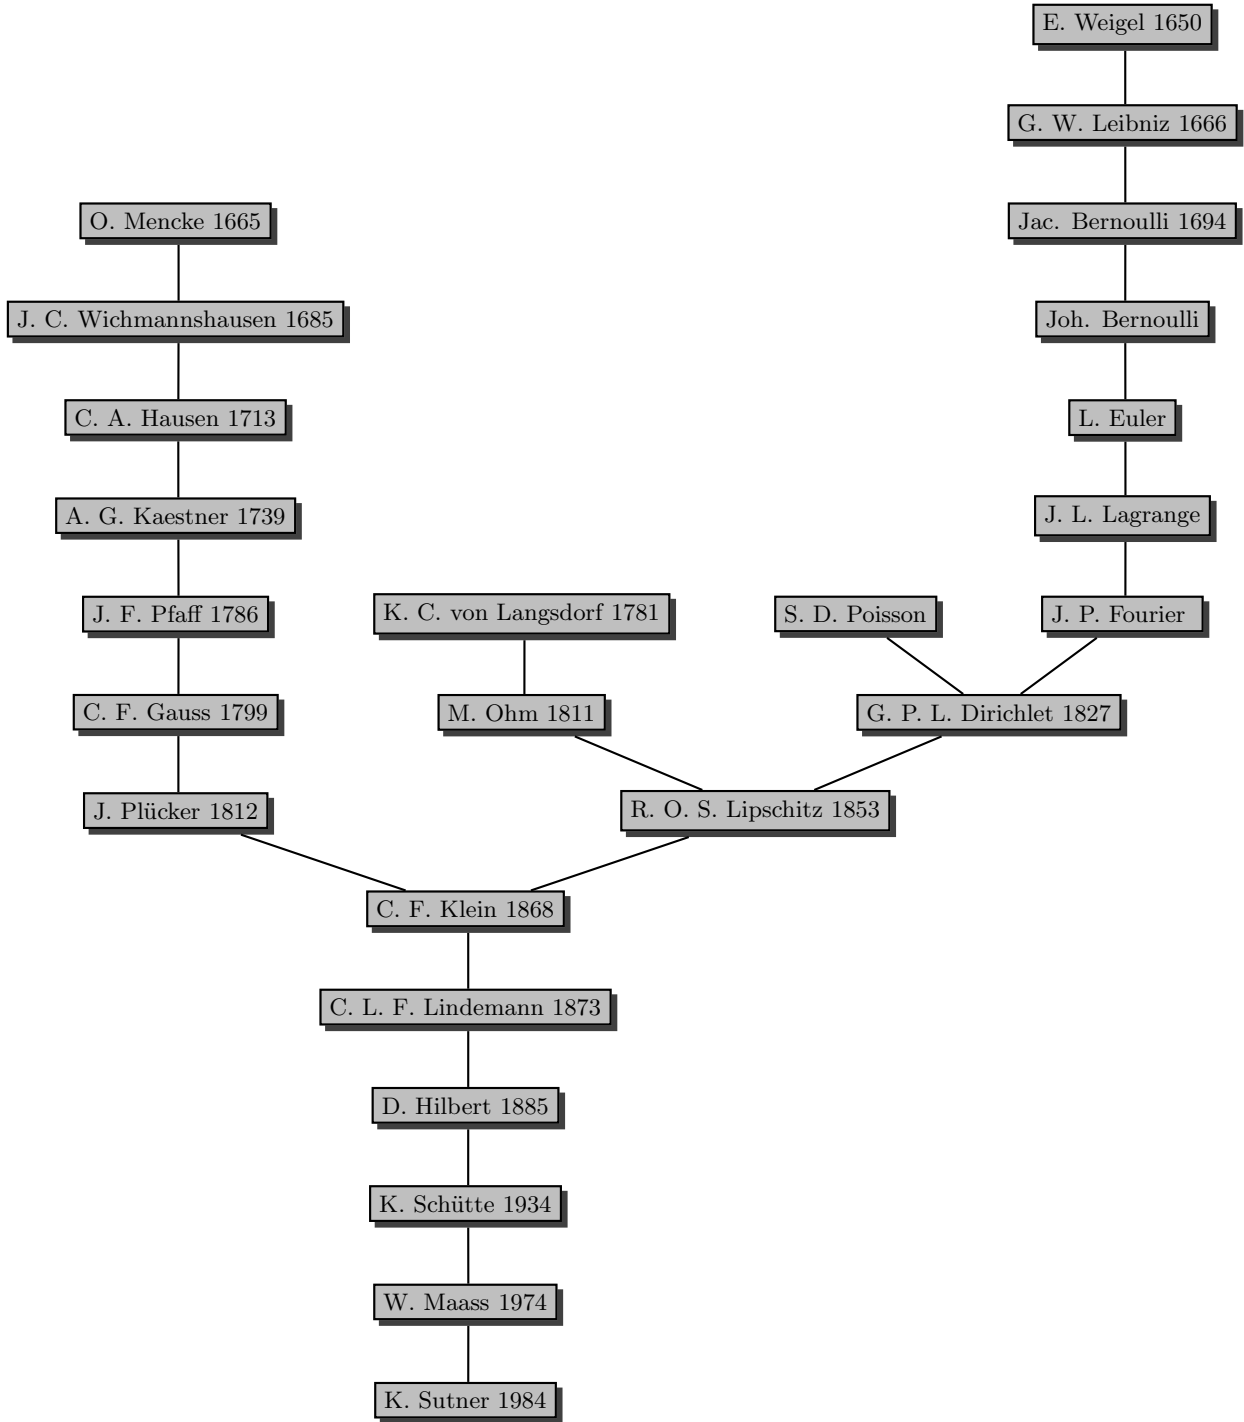 E. Weigel 1650
G. W. Leibniz 1666
O. Mencke 1665
Jac. Bernoulli 1694
J. C. Wichmannshausen 1685
Joh. Bernoulli
C. A. Hausen 1713
L. Euler
A. G. Kaestner 1739
J. L. Lagrange
J. F. Pfaff 1786
K. C. von Langsdorf 1781
S. D. Poisson
J. P. Fourier
C. F. Gauss 1799
M. Ohm 1811
G. P. L. Dirichlet 1827
J. Plücker 1812
R. O. S. Lipschitz 1853
C. F. Klein 1868
C. L. F. Lindemann 1873
D. Hilbert 1885
K. Schütte 1934
W. Maass 1974
K. Sutner 1984